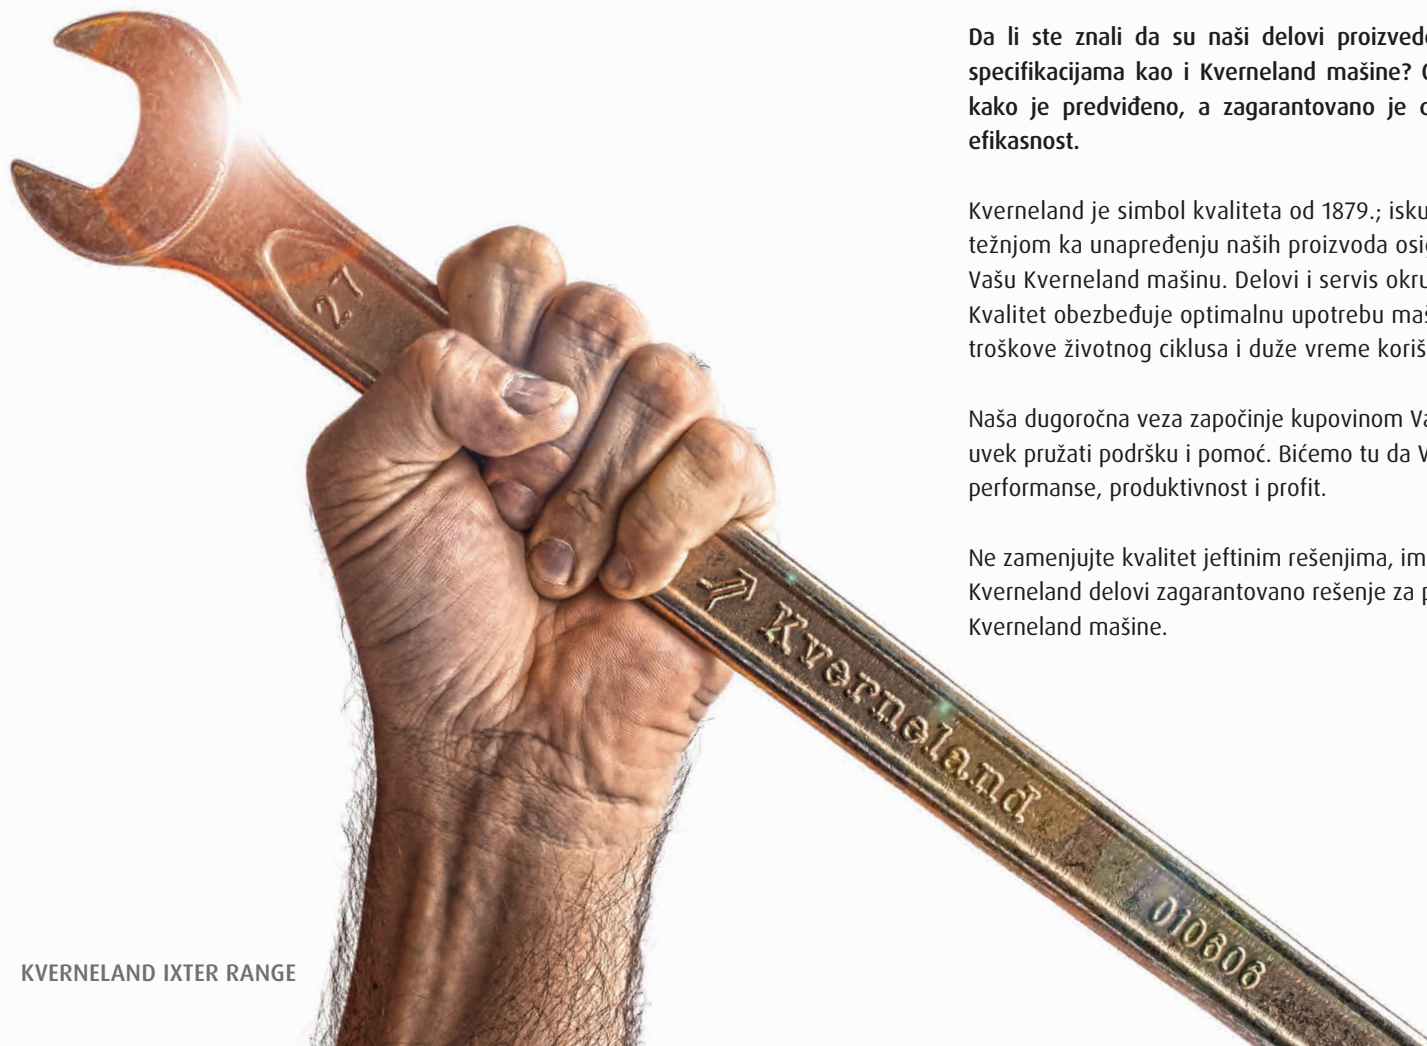 Da li ste znali da su naši delovi proizved
specifikacijama kao i Kverneland mašine?
kako je predviđeno, a zagarantovano je
efikasnost.
Kverneland je simbol kvaliteta od 1879.; isku
težnjom ka unapređenju naših proizvoda osi
Vašu Kverneland mašinu. Delovi i servis okru
Kvalitet obezbeđuje optimalnu upotrebu maš
troškove životnog ciklusa i duže vreme koriš
Naša dugoročna veza započinje kupovinom Va
uvek pružati podršku i pomoć. Bićemo tu da V
performanse, produktivnost i profit.
Ne zamenjujte kvalitet jeftinim rešenjima, im
Kverneland delovi zagarantovano rešenje za p
Kverneland mašine.
27
Kverneland
010606
KVERNELAND IXTER RANGE